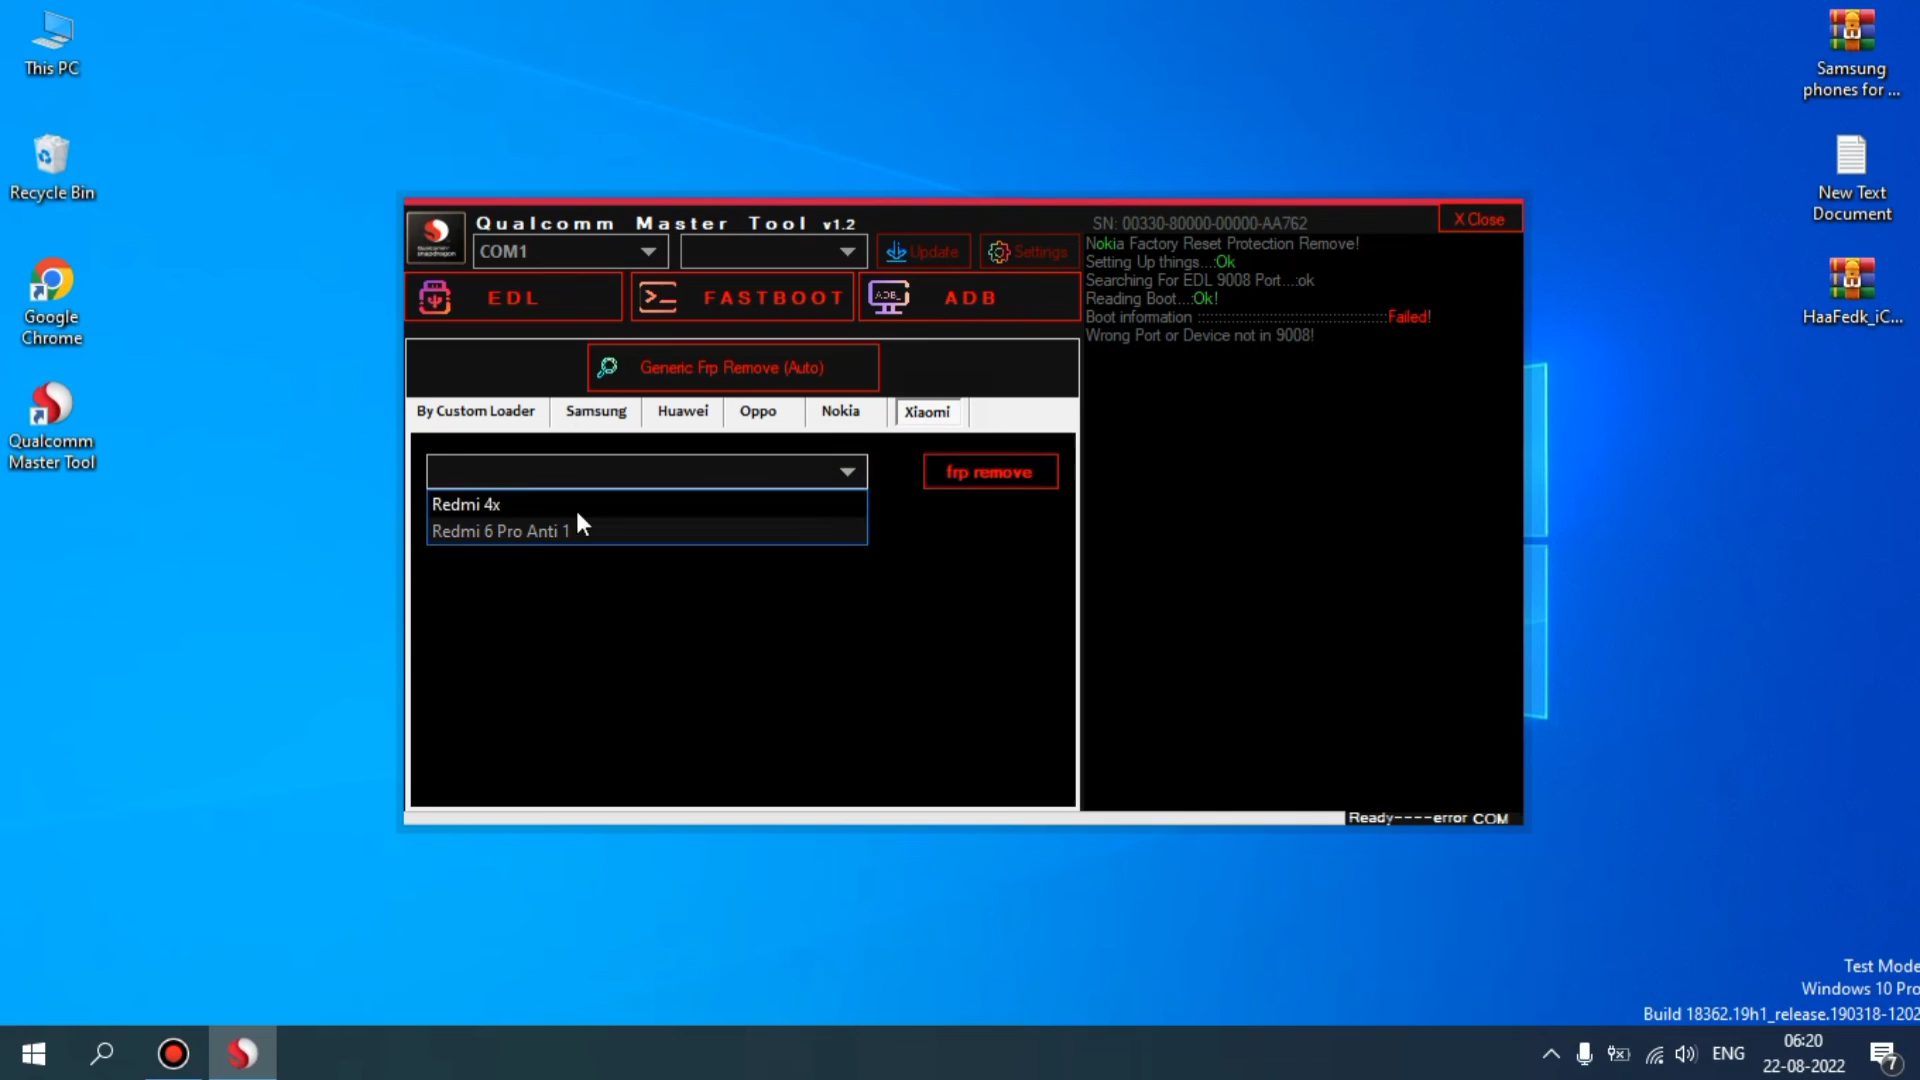 This PC
Recycle Bin
Google
Chrome
Qualcomm
Master Tool
Samsung
phones for ...
New Text
Document
HaaFedk_iC...
Qualcomm Master Tool v1.2
COM1
Update
Settings
EDL
FASTBOOT
ADB
Generic Frp Remove (Auto)
By Custom Loader
Samsung
Huawei
Oppo
Nokia
Xiaomi
frp remove
Redmi 4x
Redmi 6 Pro Anti 1
SN: 00330-80000-00000-AA762
X Close
Nokia Factory Reset Protection Remove!
Setting Up things...:Ok
Searching For EDL 9008 Port...:ok
Reading Boot...:Ok!
Boot information ::::::::::::::::::::::::::::::::::::::::::::Failed!
Wrong Port or Device not in 9008!
Ready----error COM
Test Mode
Windows 10 Pro
Build 18362.19h1_release.190318-1202
ENG
06:20
22-08-2022
7